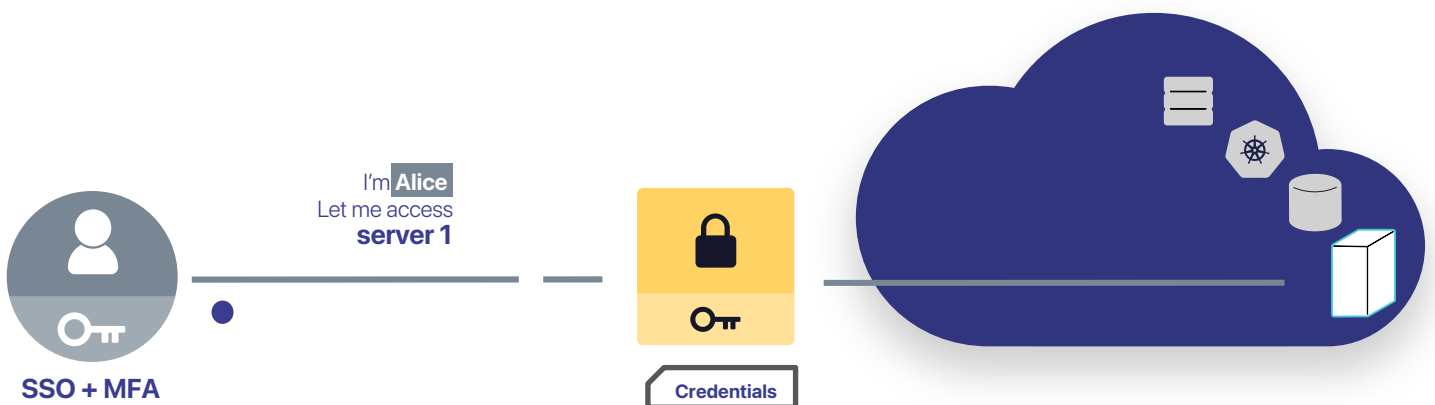 I'm Alice
Let me access
server 1
SSO + MFA
Credentials